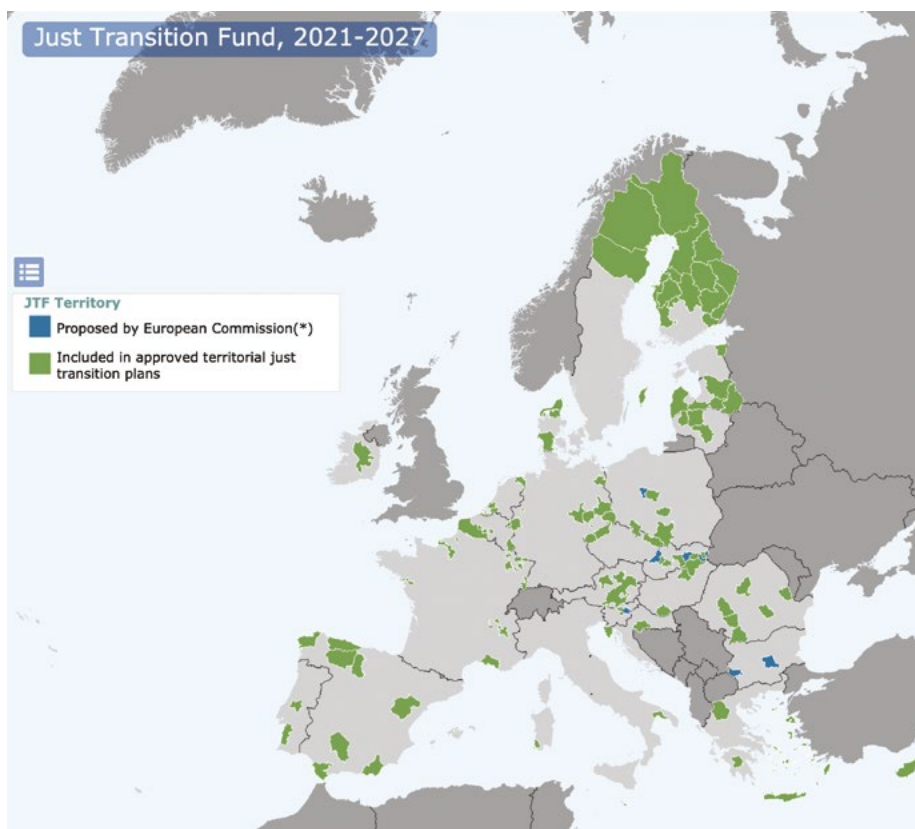 Just Transition Fund, 2021-2027
JTF Territory
Proposed by European Commission(*)
Included in approved territorial just
transition plans